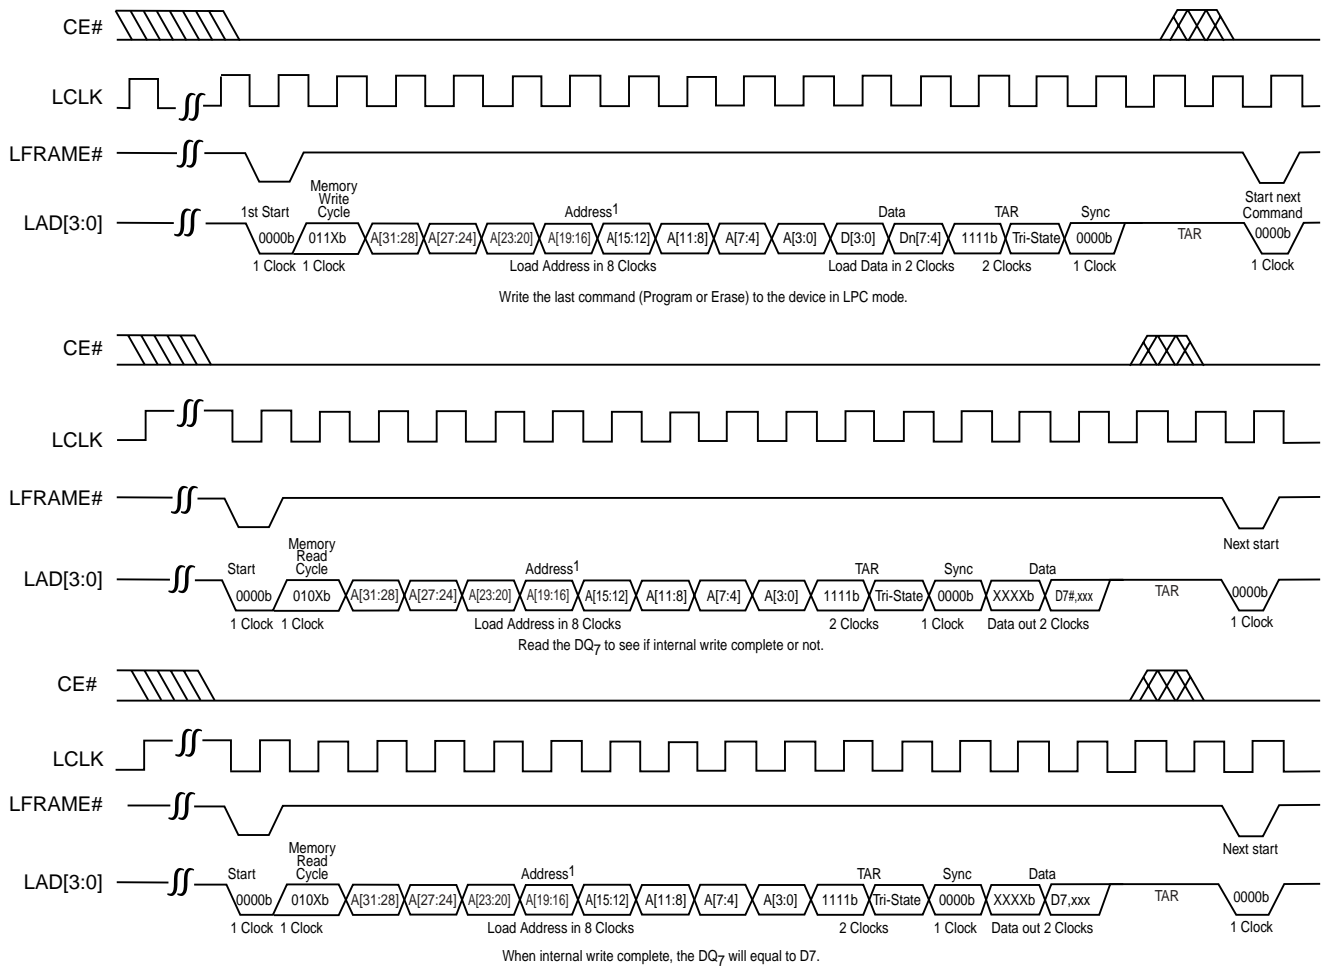 CE#
LCLK
LFRAME#
LAD[3:0]
1st Start
Memory
Write
Cycle
Address1
Data
TAR
Sync
Start next
Command
0000b 011Xb A[31:28] A[27:24] A[23:20] A[19:16] A[15:12] A[11:8] A[7:4] A[3:0] D[3:0] Dn[7:4] 1111b Tri-State 0000b TAR 0000b
1 Clock 1 Clock Load Address in 8 Clocks Load Data in 2 Clocks 2 Clocks 1 Clock 1 Clock
Write the last command (Program or Erase) to the device in LPC mode.
CE#
LCLK
LFRAME#
Next start
LAD[3:0]
Start
Memory
Read
Cycle
Address1
TAR
Sync
Data
0000b 010Xb A[31:28] A[27:24] A[23:20] A[19:16] A[15:12] A[11:8] A[7:4] A[3:0] 1111b Tri-State 0000b XXXXb D7#,xxx TAR 0000b
1 Clock 1 Clock Load Address in 8 Clocks 2 Clocks 1 Clock Data out 2 Clocks 1 Clock
Read the DQ7 to see if internal write complete or not.
CE#
LCLK
LFRAME#
Next start
LAD[3:0]
Start
Memory
Read
Cycle
Address1
TAR
Sync
Data
0000b 010Xb A[31:28] A[27:24] A[23:20] A[19:16] A[15:12] A[11:8] A[7:4] A[3:0] 1111b Tri-State 0000b XXXXb D7,xxx TAR 0000b
1 Clock 1 Clock Load Address in 8 Clocks 2 Clocks 1 Clock Data out 2 Clocks 1 Clock
When internal write complete, the DQ7 will equal to D7.